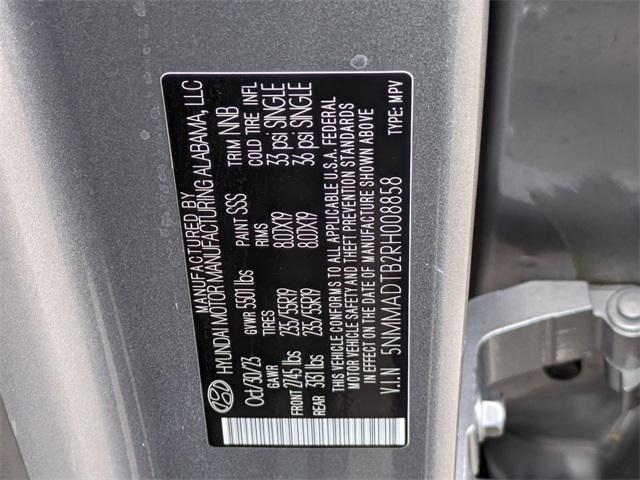 MANUFACTURED BY
HYUNDAI MOTOR MANUFACTURING ALABAMA, LLC
Oct/30/23 GVWR 5501 lbs PAINT SSS TRIM NNB
GAWR TIRES RIMS COLD TIRE INFL
FRONT 2745 lbs 235/55R19 8.0JX19 33 psi SINGLE
REAR 3131 lbs 235/55R19 8.0JX19 36 psi SINGLE
THIS VEHICLE CONFORMS TO ALL APPLICABLE U.S.A. FEDERAL
MOTOR VEHICLE SAFETY AND THEFT PREVENTION STANDARDS
IN EFFECT ON THE DATE OF MANUFACTURE SHOWN ABOVE
V.I.N 5NMMADTB2RH008858 TYPE: MPV